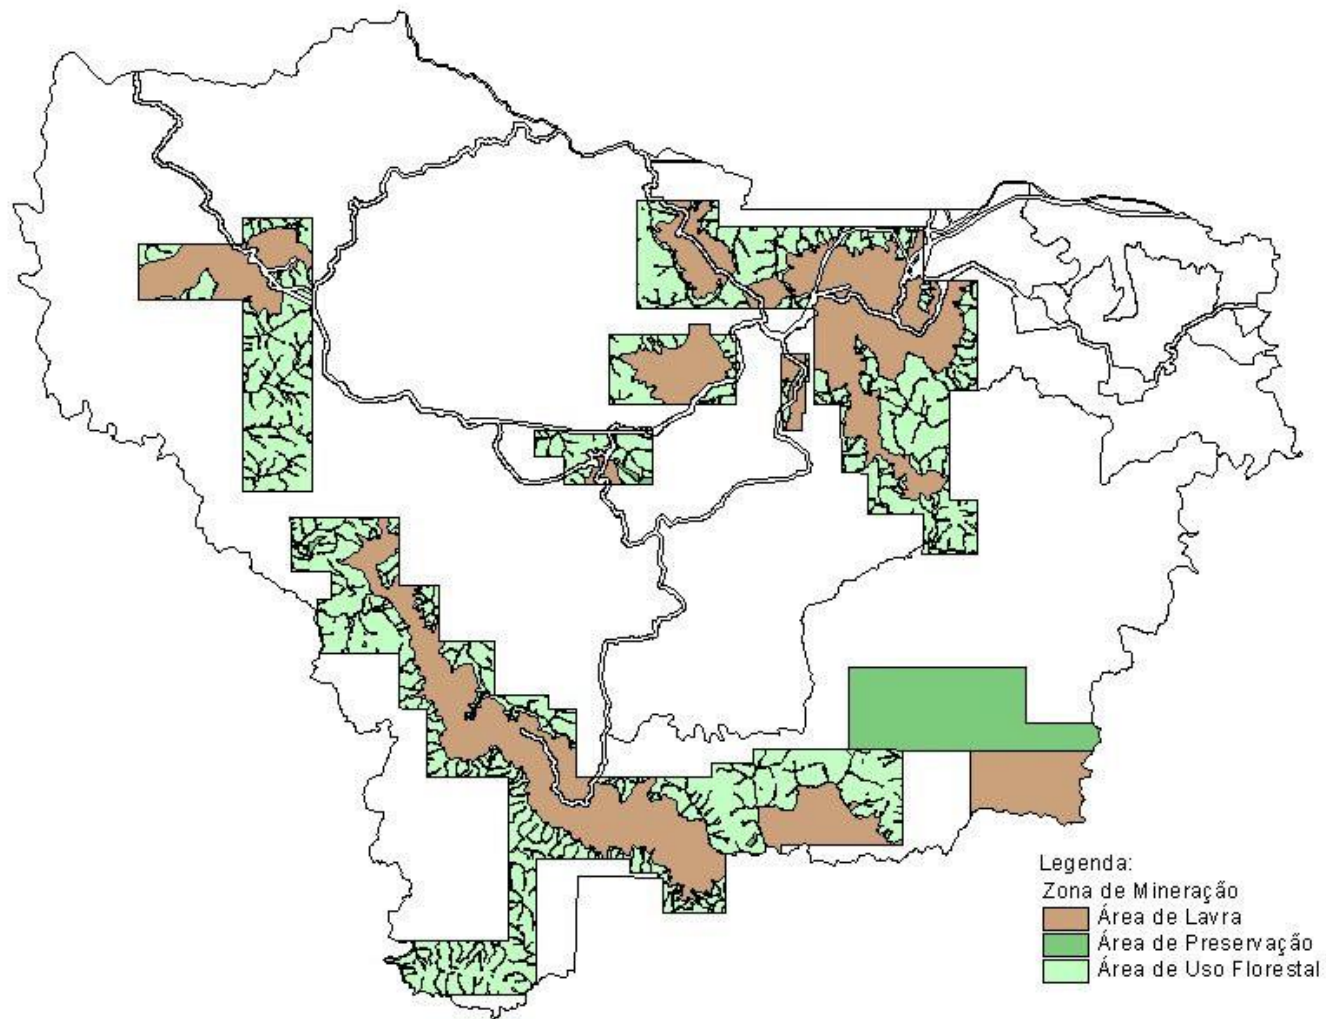 Legenda:
Zona de Mineração
Área de Lavra
Área de Preservação
Área de Uso Florestal